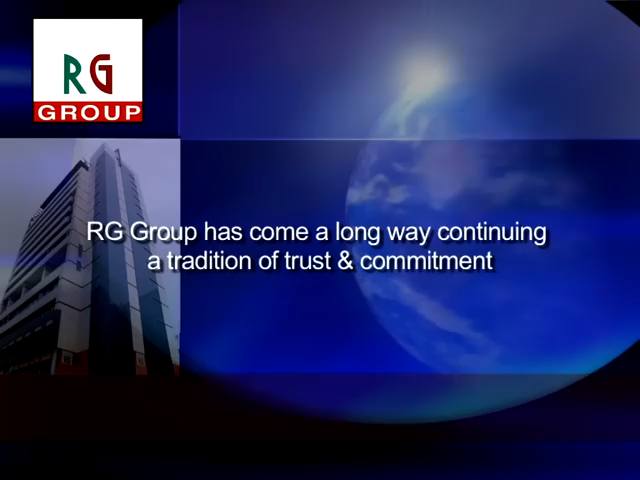 RG
GROUP
RG Group has come a long way continuing
a tradition of trust & commitment